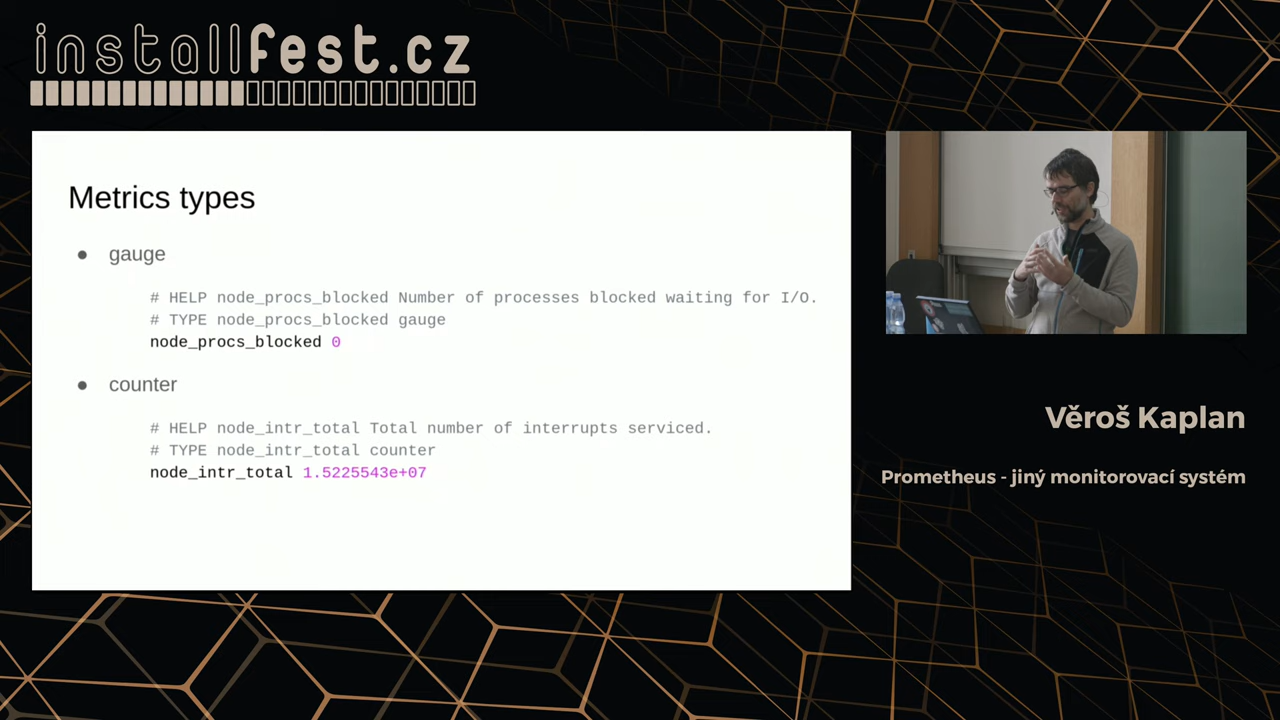 installfest.cz
Metrics types
● gauge
# HELP node_procs_blocked Number of processes blocked waiting for I/O.
# TYPE node_procs_blocked gauge
node_procs_blocked 0
● counter
# HELP node_intr_total Total number of interrupts serviced.
# TYPE node_intr_total counter
node_intr_total 1.5225543e+07
Věroš Kaplan
Prometheus - jiný monitorovací systém